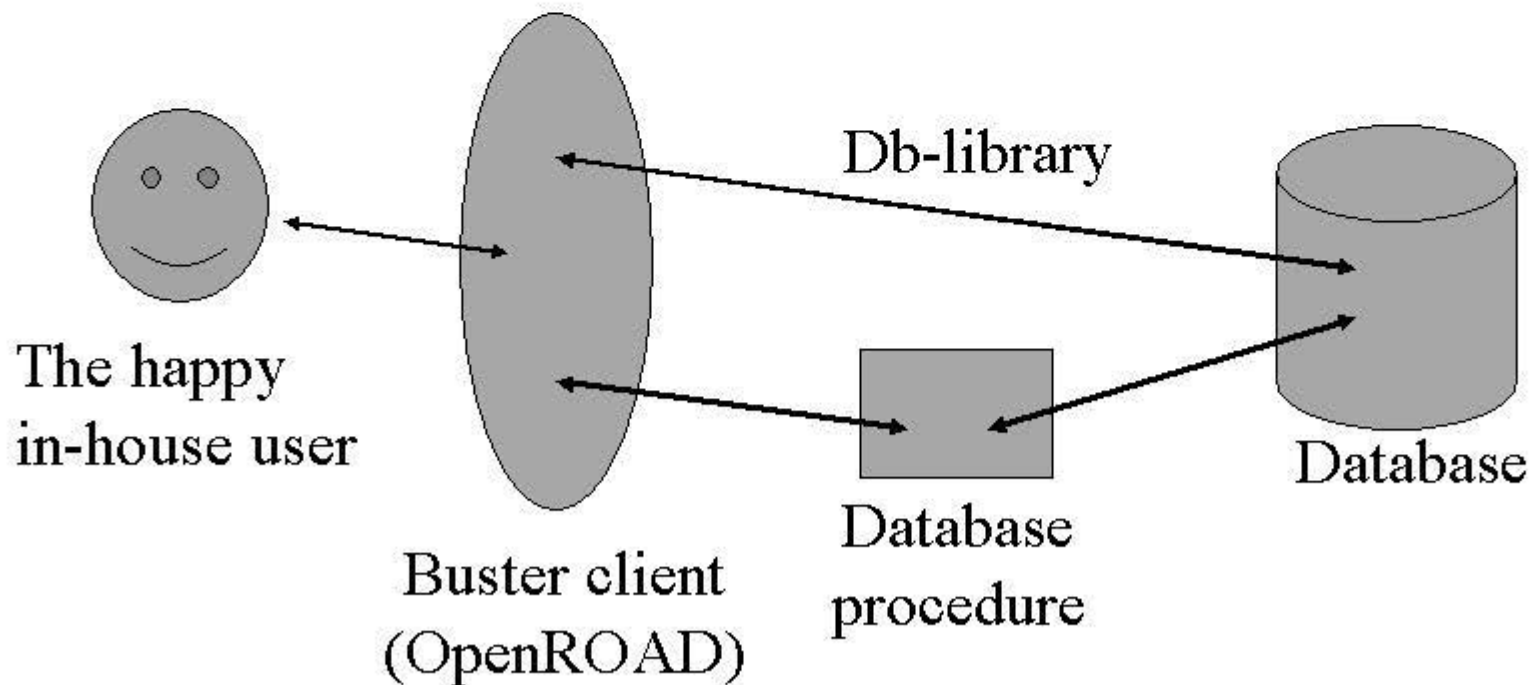 Db-library
The happy
in-house user
Buster client
(OpenROAD)
Database
procedure
Database